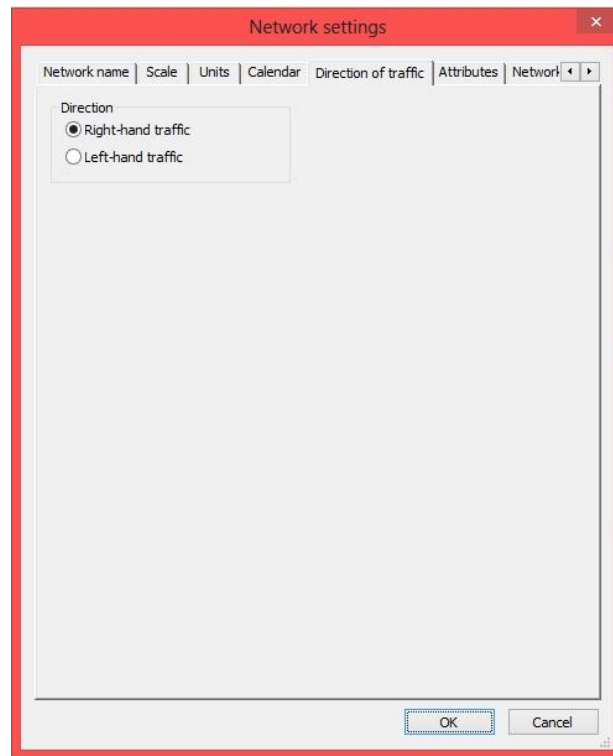 Network settings
Network name Scale Units Calendar Direction of traffic Attributes Network
Direction
Right-hand traffic
Left-hand traffic
OK Cancel